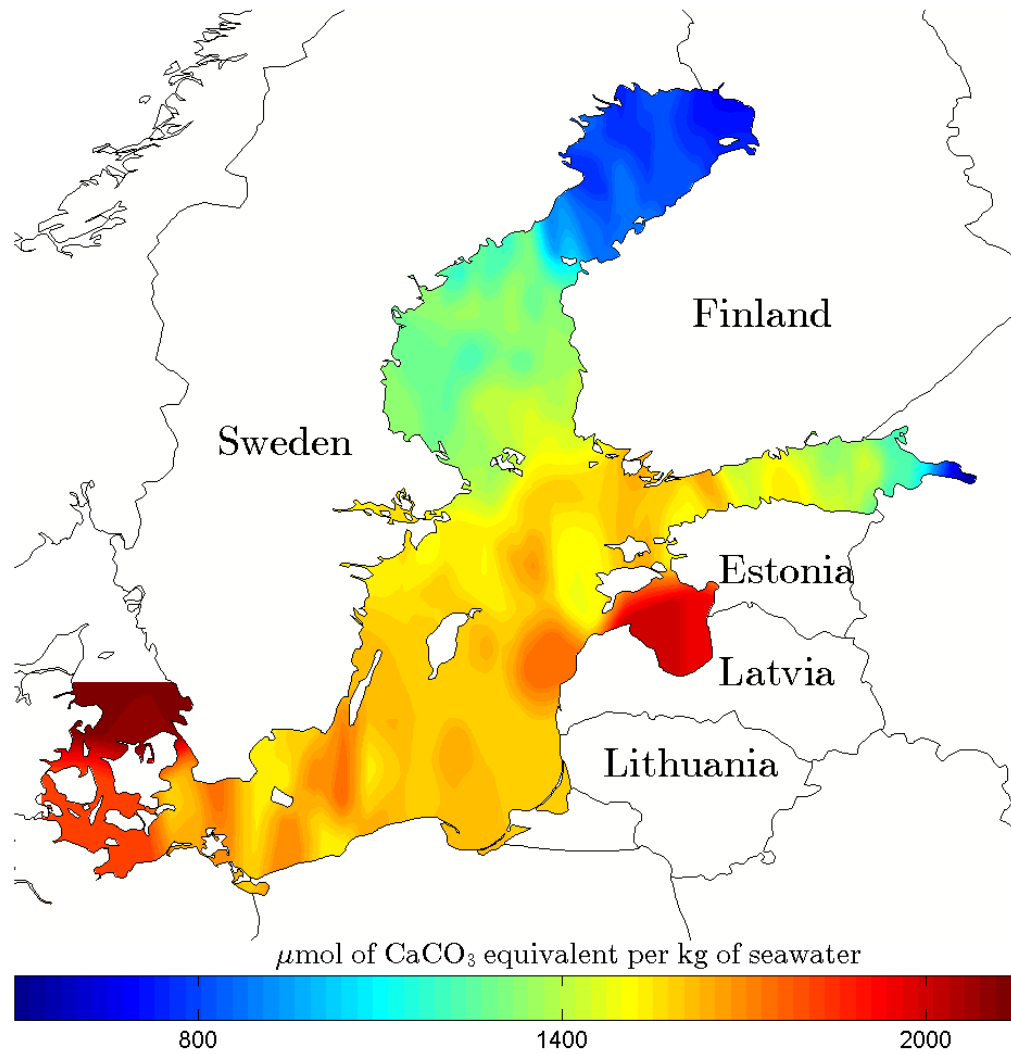 Finland
Sweden
Estonia
Latvia
Lithuania
μmol of CaCO₃ equivalent per kg of seawater
800 1400 2000